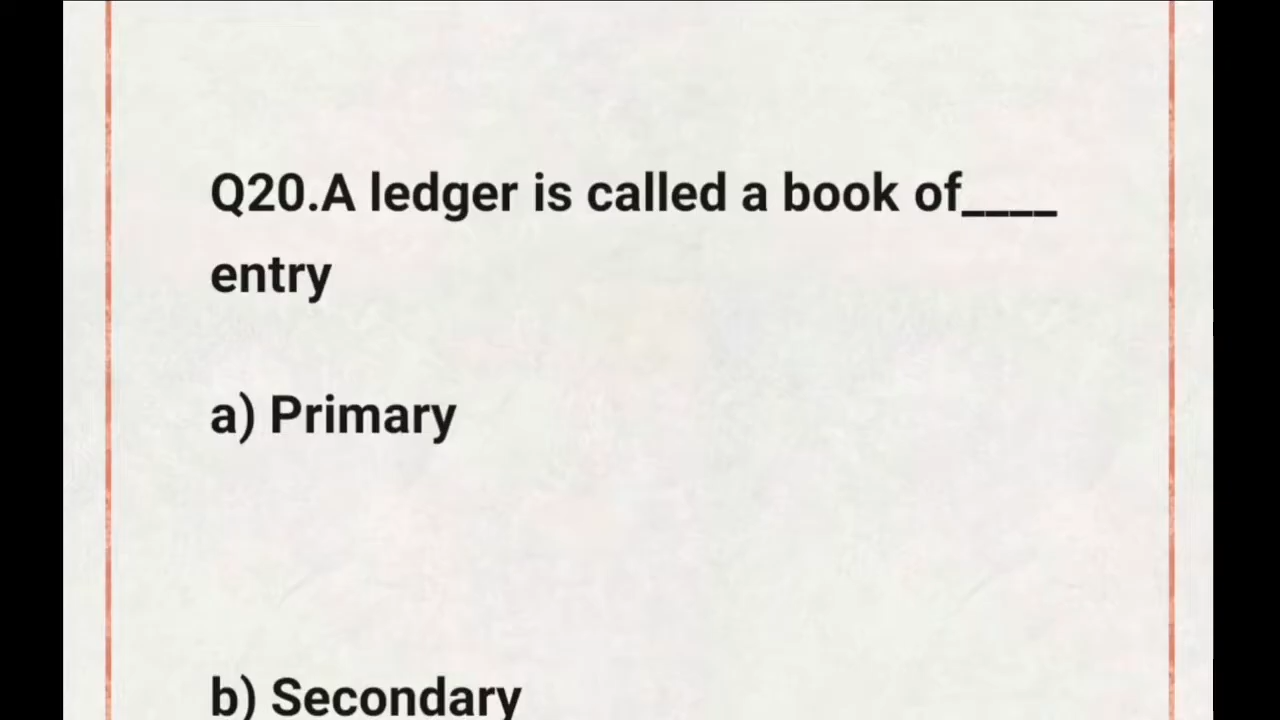 Q20.A ledger is called a book of____
entry
a) Primary
b) Secondary